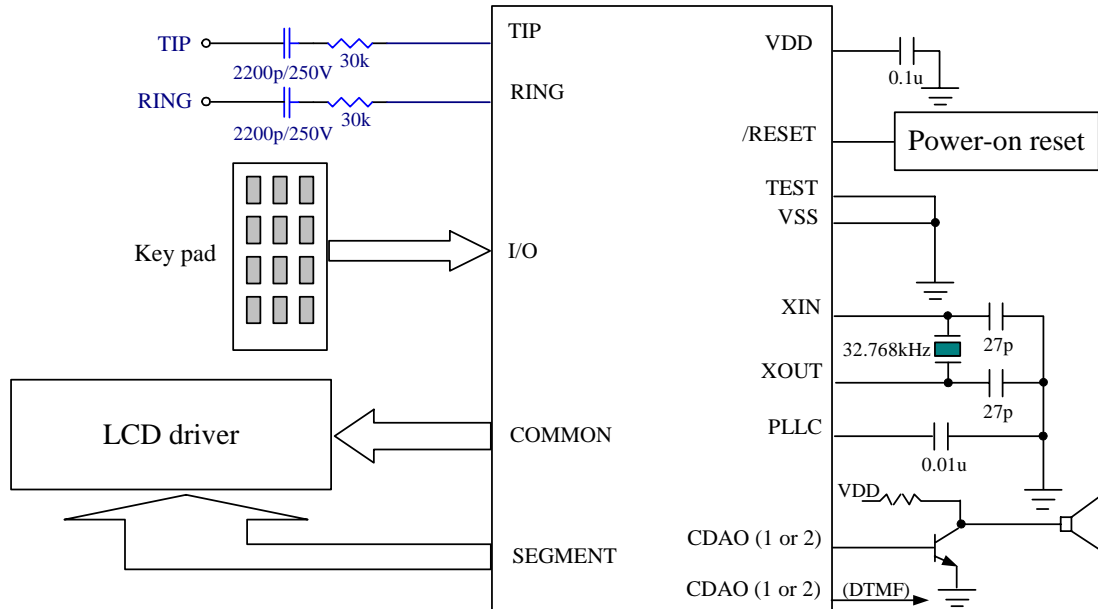 TIP
2200p/250V
30k
TIP
RING
2200p/250V
30k
RING
Key pad
I/O
LCD driver
COMMON
SEGMENT
VDD
0.1u
/RESET
Power-on reset
TEST
VSS
XIN
27p
32.768kHz
XOUT
27p
PLLC
0.01u
VDD
CDAO (1 or 2)
CDAO (1 or 2)
(DTMF)